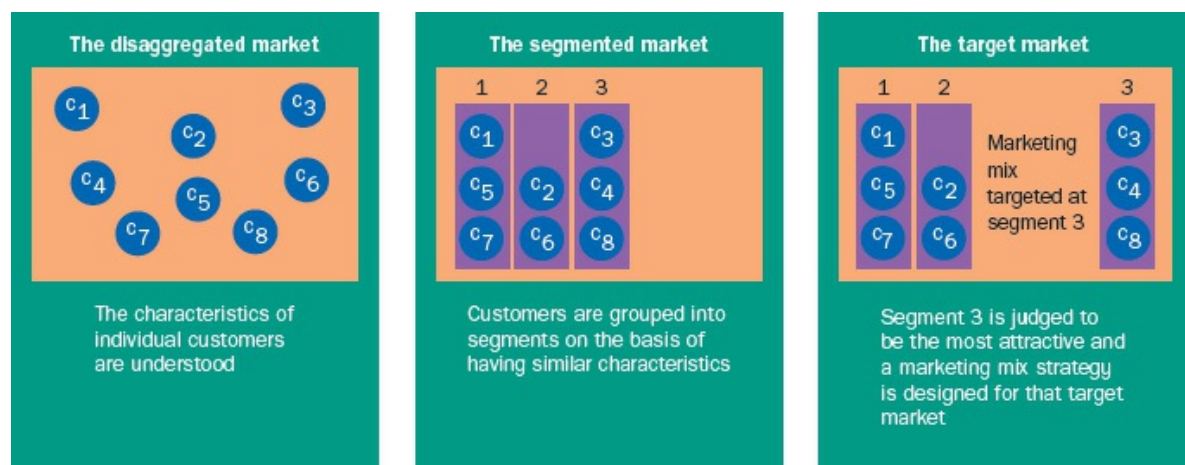 The disaggregated market
c1
c2
c3
c4
c5
c6
c7
c8
The characteristics of
individual customers
are understood
The segmented market
1 2 3
c1 c3
c5 c2 c4
c7 c6 c8
Customers are grouped into
segments on the basis of
having similar characteristics
The target market
1 2 3
c1 c3
c5 c2 c4
c7 c6 c8
Marketing
mix
targeted at
segment 3
Segment 3 is judged to
be the most attractive and
a marketing mix strategy
is designed for that target
market